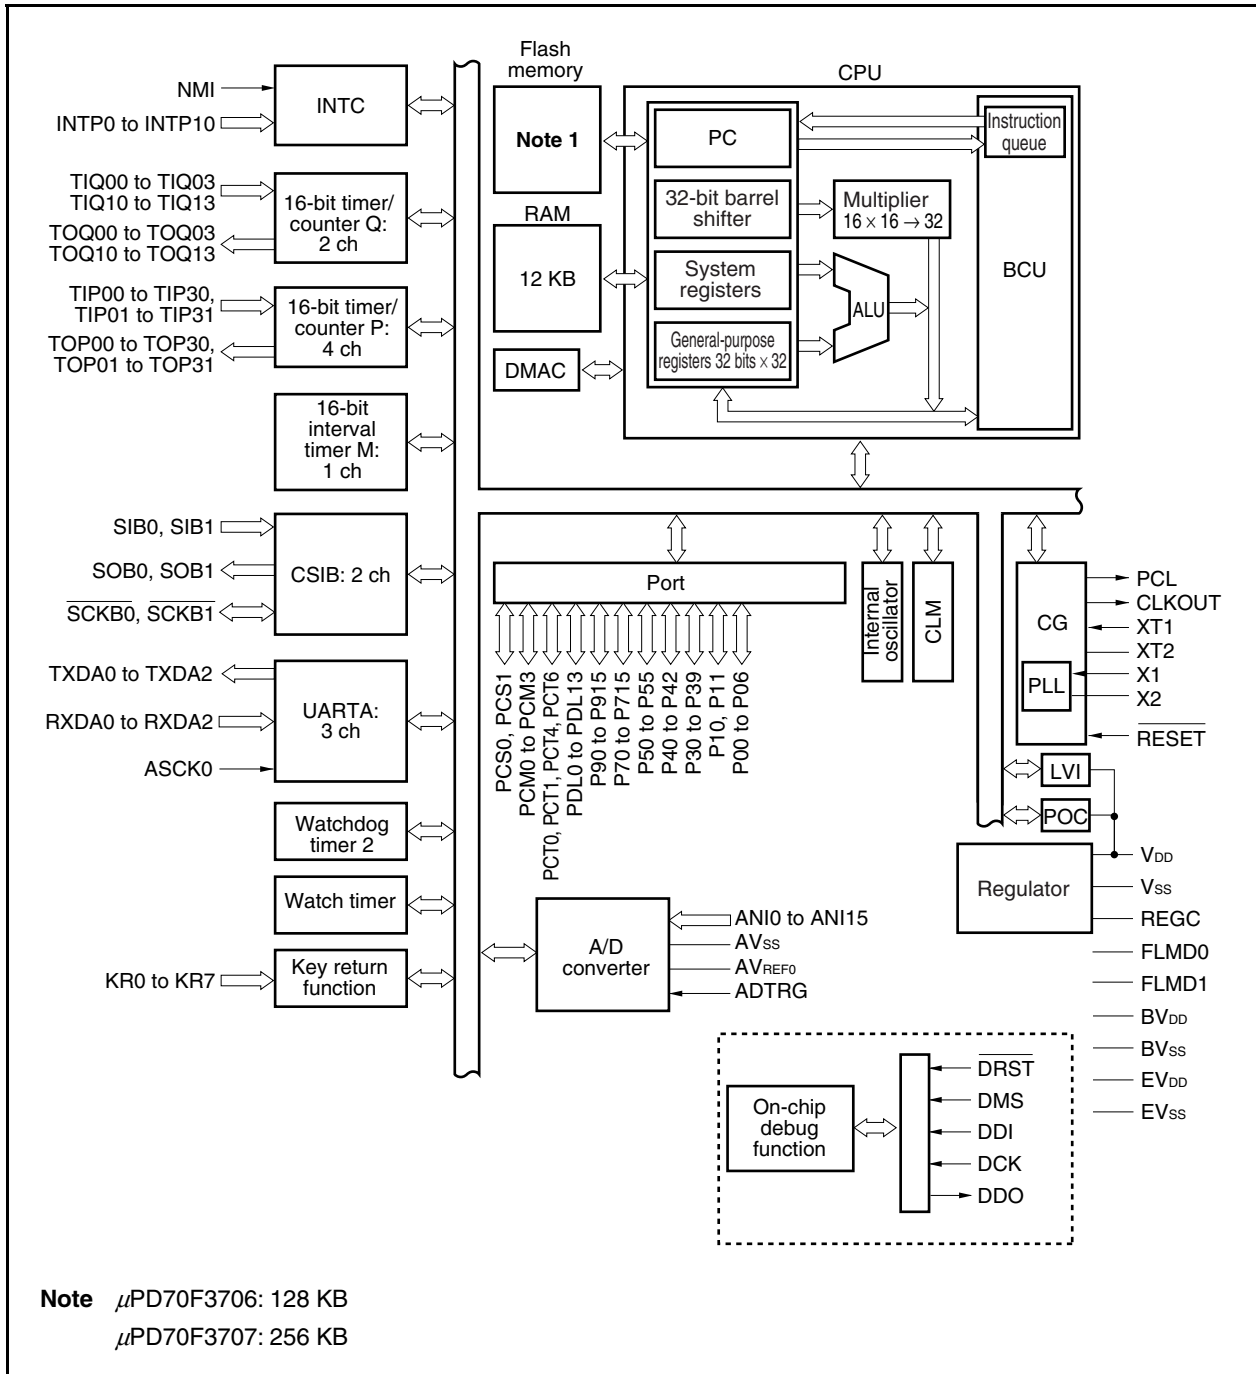 NMI
INTP0 to INTP10
INTC
TIQ00 to TIQ03
TIQ10 to TIQ13
TOQ00 to TOQ03
TOQ10 to TOQ13
16-bit timer/
counter Q:
2 ch
TIP00 to TIP30,
TIP01 to TIP31
TOP00 to TOP30,
TOP01 to TOP31
16-bit timer/
counter P:
4 ch
16-bit
interval
timer M:
1 ch
SIB0, SIB1
SOB0, SOB1
SCKB0, SCKB1
CSIB: 2 ch
TXDA0 to TXDA2
RXDA0 to RXDA2
ASCK0
UARTA:
3 ch
Watchdog
timer 2
Watch timer
KR0 to KR7
Key return
function
Flash
memory
Note 1
RAM
12 KB
DMAC
CPU
PC
32-bit barrel
shifter
System
registers
General-purpose
registers 32 bits × 32
Multiplier
16 × 16 → 32
ALU
Instruction
queue
BCU
Port
PCS0, PCS1
PCM0 to PCM3
PCT0, PCT1, PCT4, PCT6
PDL0 to PDL13
P90 to P915
P70 to P715
P50 to P55
P40 to P42
P30 to P39
P10, P11
P00 to P06
Internal
oscillator
CLM
CG
PLL
PCL
CLKOUT
XT1
XT2
X1
X2
RESET
LVI
POC
Regulator
VDD
VSS
REGC
FLMD0
FLMD1
BVDD
BVSS
EVDD
EVSS
A/D
converter
ANI0 to ANI15
AVSS
AVREF0
ADTRG
On-chip
debug
function
DRST
DMS
DDI
DCK
DDO
Note μPD70F3706: 128 KB
μPD70F3707: 256 KB